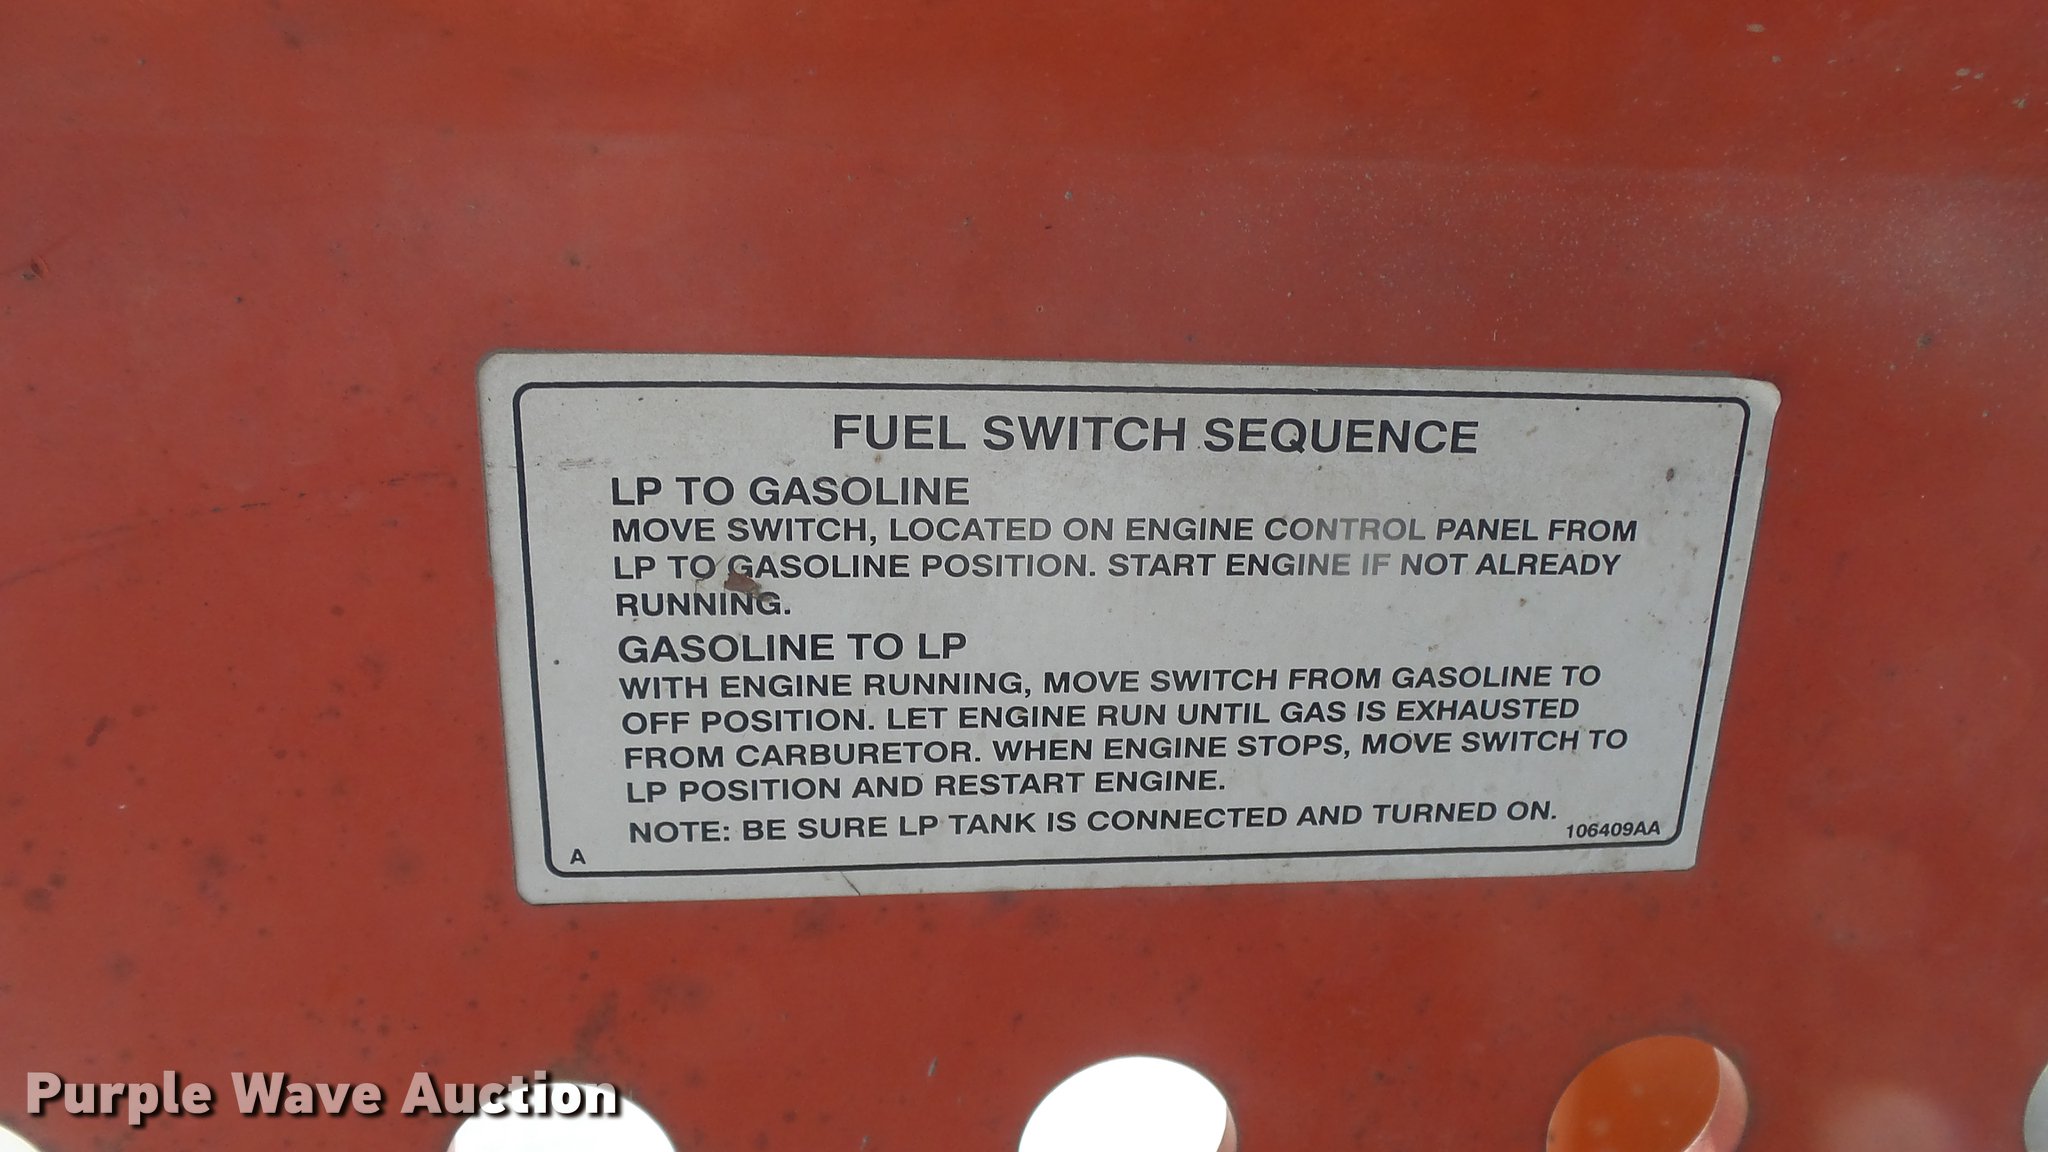 FUEL SWITCH SEQUENCE
LP TO GASOLINE
MOVE SWITCH, LOCATED ON ENGINE CONTROL PANEL FROM
LP TO GASOLINE POSITION. START ENGINE IF NOT ALREADY
RUNNING.
GASOLINE TO LP
WITH ENGINE RUNNING, MOVE SWITCH FROM GASOLINE TO
OFF POSITION. LET ENGINE RUN UNTIL GAS IS EXHAUSTED
FROM CARBURETOR. WHEN ENGINE STOPS, MOVE SWITCH TO
LP POSITION AND RESTART ENGINE.
NOTE: BE SURE LP TANK IS CONNECTED AND TURNED ON.
A 106409AA
Purple Wave Auction